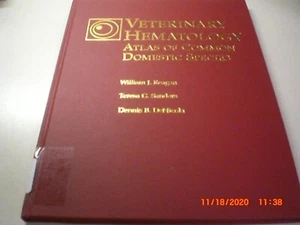 VETERINARY
HEMATOLOGY
ATLAS OF COMMON
DOMESTIC SPECIES
William J. Reagan
Teresa G. Sanders
Dennis B. DeNicola
11/18/2020 11:38